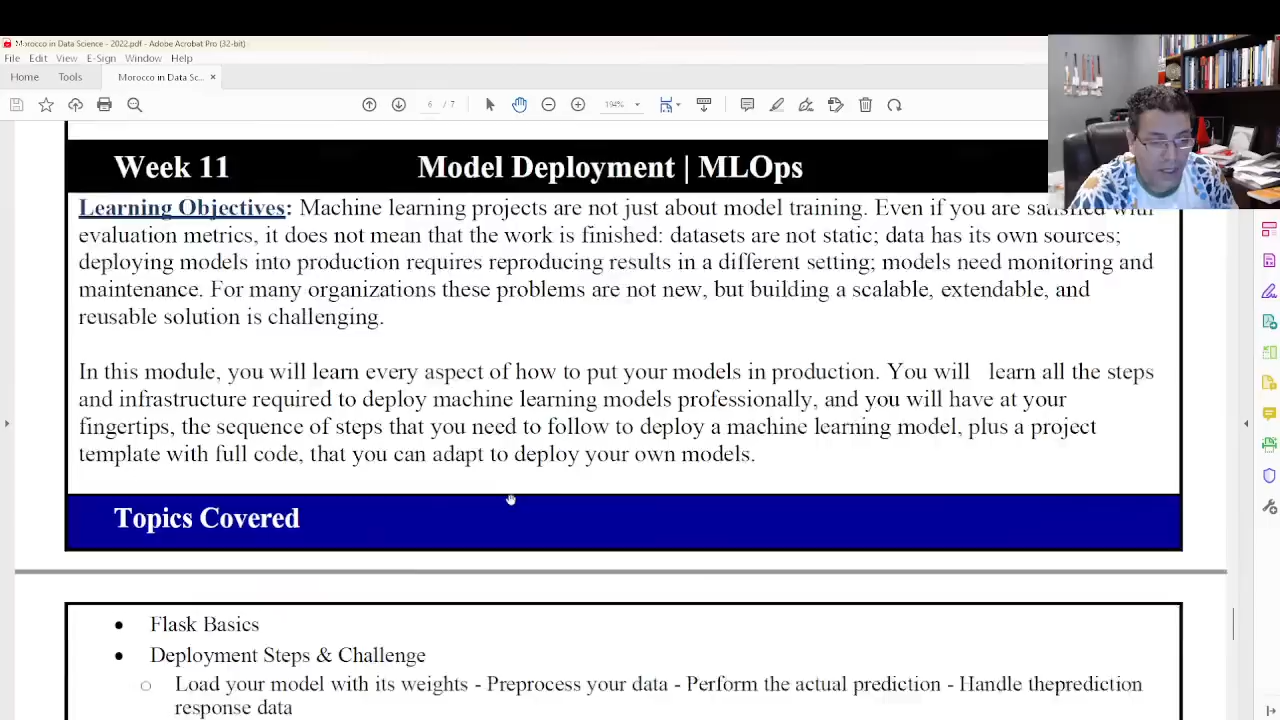 Morocco in Data Science - 2022.pdf - Adobe Acrobat Pro (32-bit)
File Edit View E-Sign Window Help
Home Tools Morocco in Data Sc... ×
6 / 7 194%
Week 11 Model Deployment | MLOps
Learning Objectives: Machine learning projects are not just about model training. Even if you are satisfied with
evaluation metrics, it does not mean that the work is finished: datasets are not static; data has its own sources;
deploying models into production requires reproducing results in a different setting; models need monitoring and
maintenance. For many organizations these problems are not new, but building a scalable, extendable, and
reusable solution is challenging.
In this module, you will learn every aspect of how to put your models in production. You will learn all the steps
and infrastructure required to deploy machine learning models professionally, and you will have at your
fingertips, the sequence of steps that you need to follow to deploy a machine learning model, plus a project
template with full code, that you can adapt to deploy your own models.
Topics Covered
• Flask Basics
• Deployment Steps & Challenge
○ Load your model with its weights - Preprocess your data - Perform the actual prediction - Handle theprediction
response data